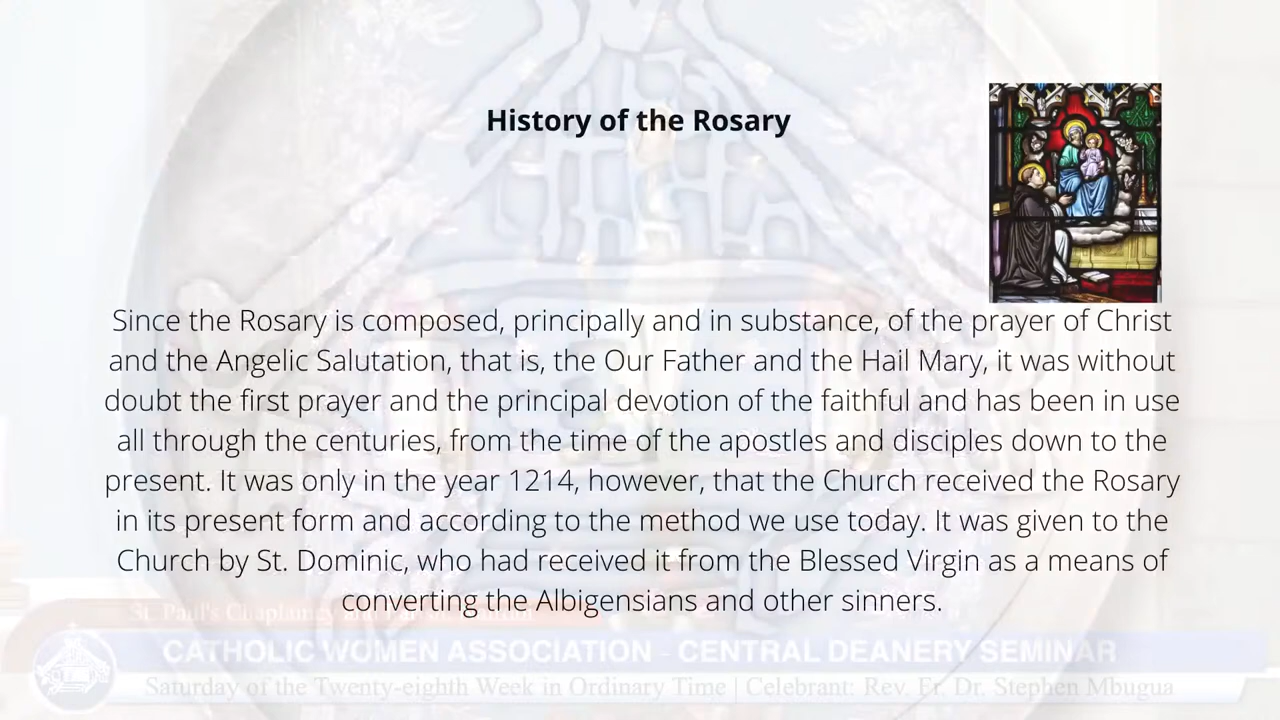 History of the Rosary
Since the Rosary is composed, principally and in substance, of the prayer of Christ
and the Angelic Salutation, that is, the Our Father and the Hail Mary, it was without
doubt the first prayer and the principal devotion of the faithful and has been in use
all through the centuries, from the time of the apostles and disciples down to the
present. It was only in the year 1214, however, that the Church received the Rosary
in its present form and according to the method we use today. It was given to the
Church by St. Dominic, who had received it from the Blessed Virgin as a means of
converting the Albigensians and other sinners.
St. Paul's Chaplaincy and
CATHOLIC WOMEN ASSOCIATION - CENTRAL DEANERY SEMINAR
Saturday of the Twenty-eighth Week in Ordinary Time | Celebrant: Rev. Fr. Dr. Stephen Mbugua